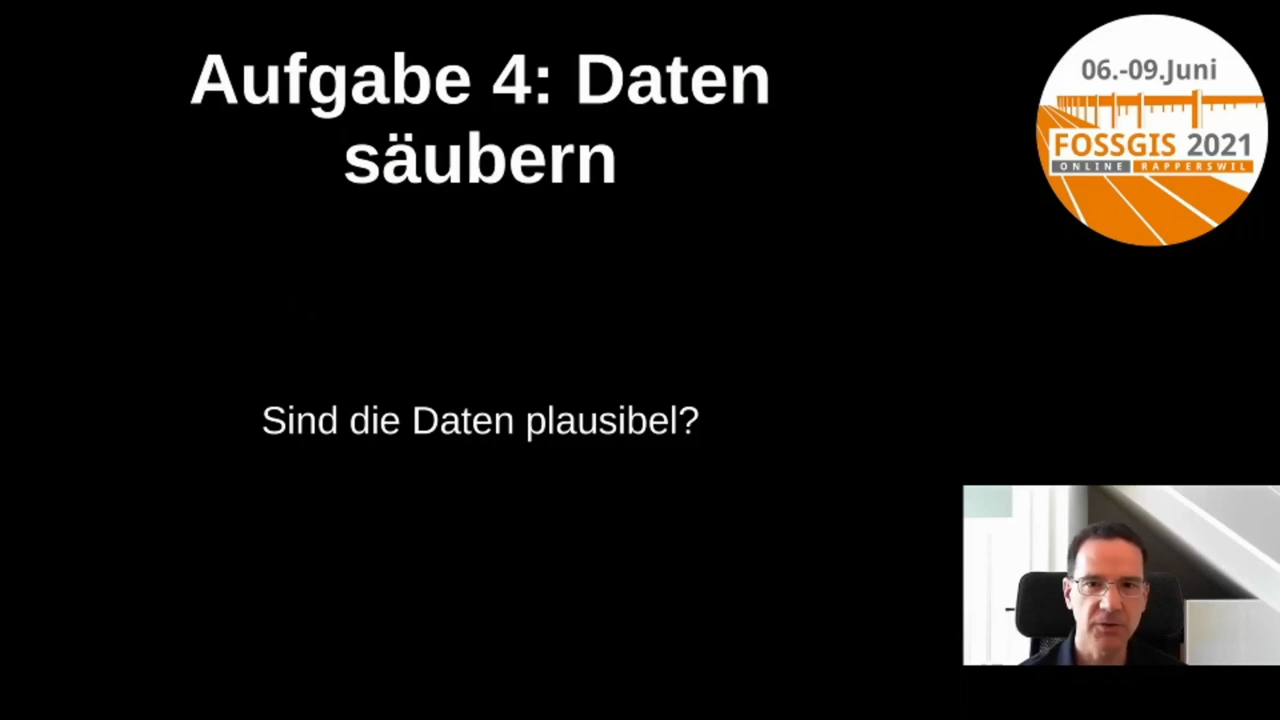 Aufgabe 4: Daten
säubern
06.-09.Juni
FOSSGIS 2021
ONLINE RAPPERSWIL
Sind die Daten plausibel?